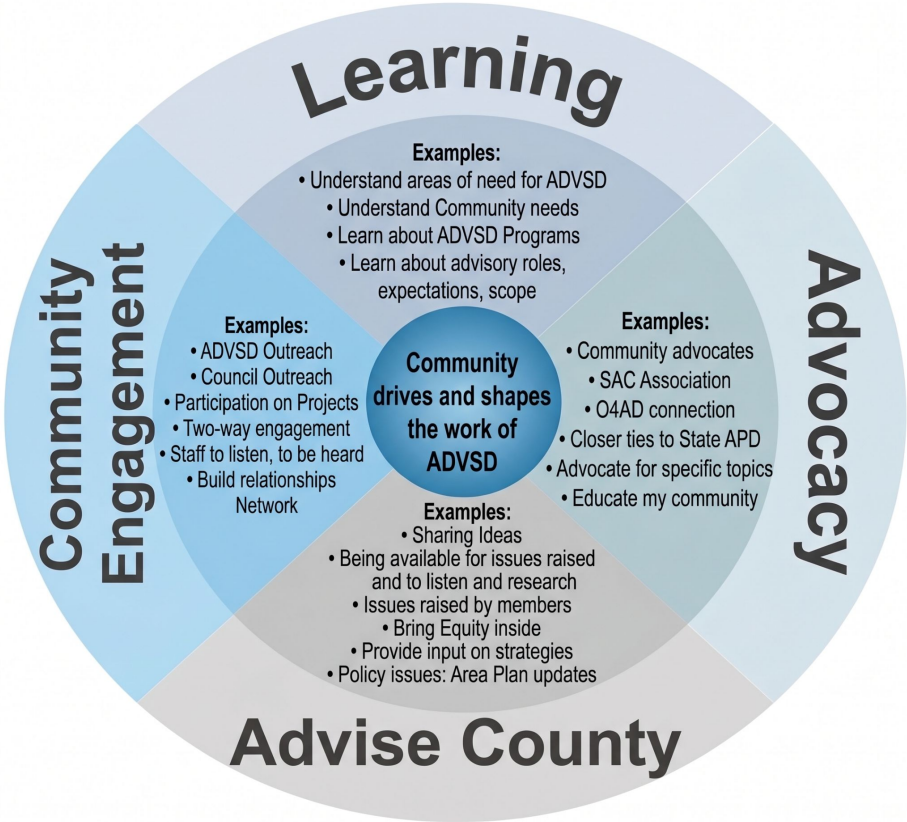 Learning
Examples:
• Understand areas of need for ADVSD
• Understand Community needs
• Learn about ADVSD Programs
• Learn about advisory roles,
expectations, scope
Community
Engagement
Examples:
• ADVSD Outreach
• Council Outreach
• Participation on Projects
• Two-way engagement
• Staff to listen, to be heard
• Build relationships
Network
Community
drives and shapes
the work of
ADVSD
Advocacy
Examples:
• Community advocates
• SAC Association
• O4AD connection
• Closer ties to State APD
• Advocate for specific topics
• Educate my community
Examples:
• Sharing Ideas
• Being available for issues raised
and to listen and research
• Issues raised by members
• Bring Equity inside
• Provide input on strategies
• Policy issues: Area Plan updates
Advise County